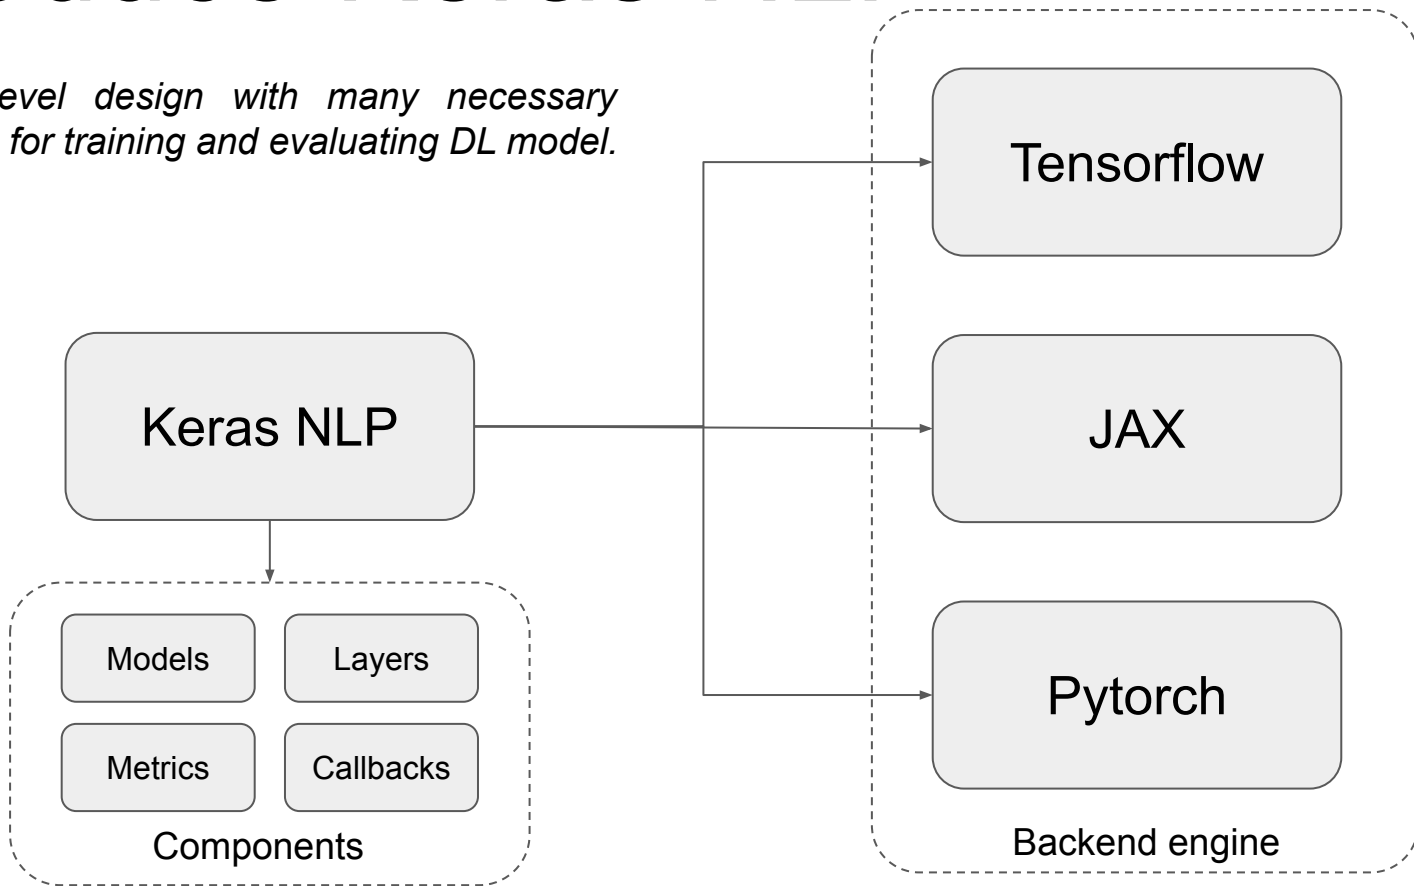 level design with many necessary
for training and evaluating DL model.
Tensorflow
Keras NLP
JAX
Models
Layers
Metrics
Callbacks
Pytorch
Components
Backend engine